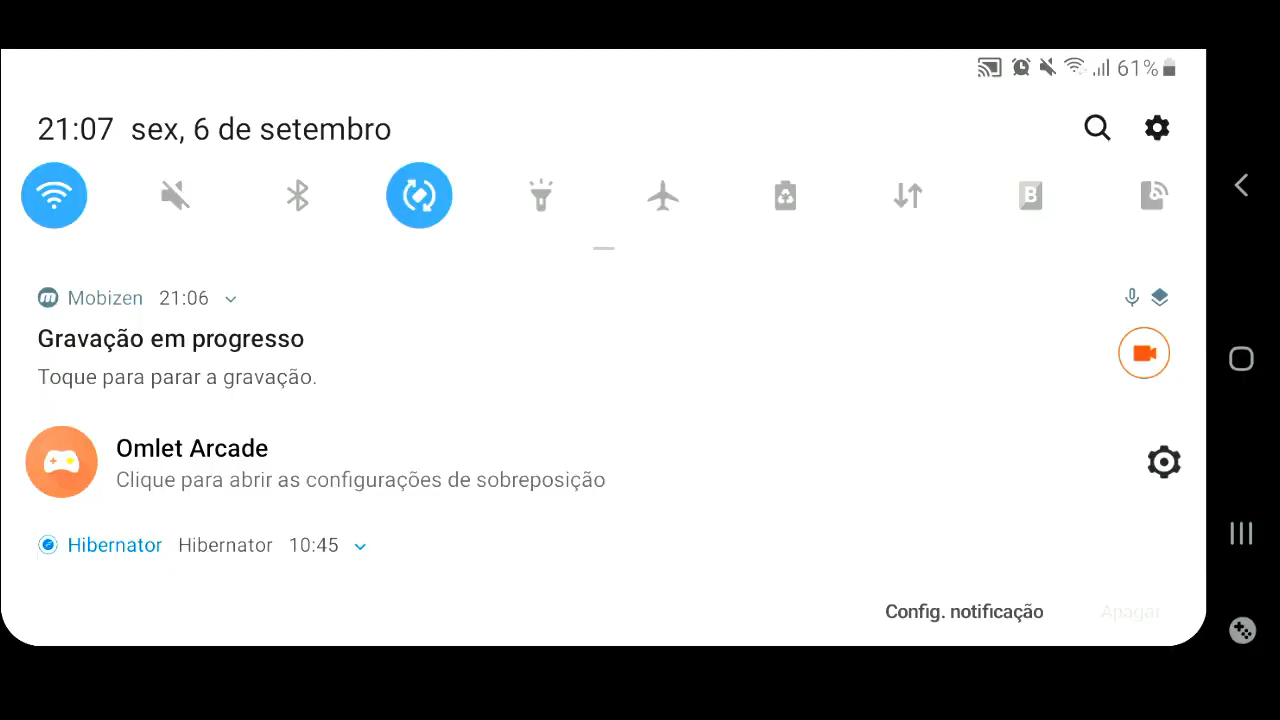 61%
21:07 sex, 6 de setembro
B
m Mobizen 21:06
Gravação em progresso
Toque para parar a gravação.
Omlet Arcade
Clique para abrir as configurações de sobreposição
Hibernator Hibernator 10:45
Config. notificação Apagar